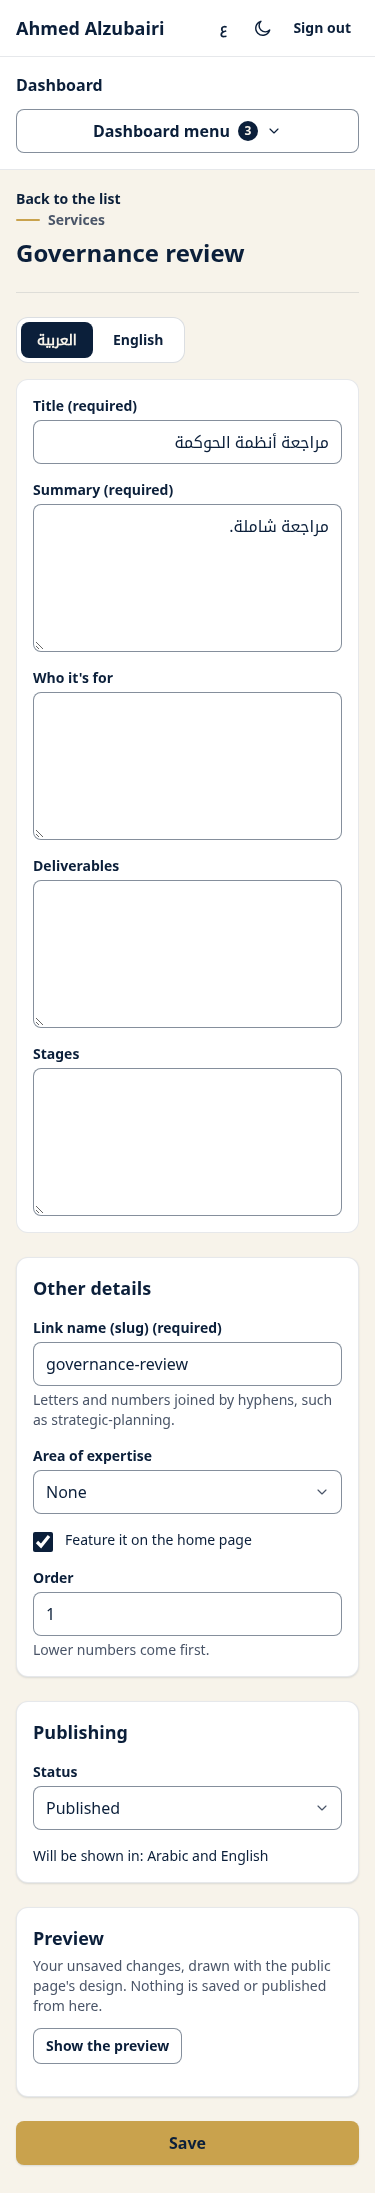 Ahmed Alzubairi
ع
Sign out
Dashboard
Dashboard menu 3
Back to the list
Services
Governance review
العربية
English
Title (required)
مراجعة أنظمة الحوكمة
Summary (required)
مراجعة شاملة.
Who it's for
Deliverables
Stages
Other details
Link name (slug) (required)
governance-review
Letters and numbers joined by hyphens, such
as strategic-planning.
Area of expertise
None
Feature it on the home page
Order
1
Lower numbers come first.
Publishing
Status
Published
Will be shown in: Arabic and English
Preview
Your unsaved changes, drawn with the public
page's design. Nothing is saved or published
from here.
Show the preview
Save